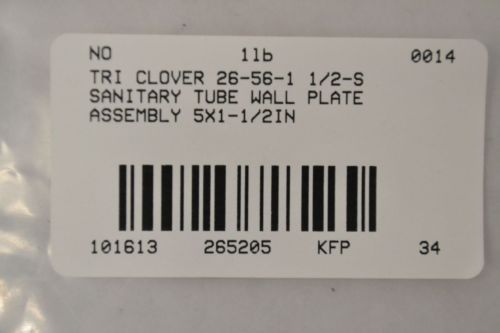 NO 1lb 0014
TRI CLOVER 26-56-1 1/2-S
SANITARY TUBE WALL PLATE
ASSEMBLY 5X1-1/2IN
101613 265205 KFP 34